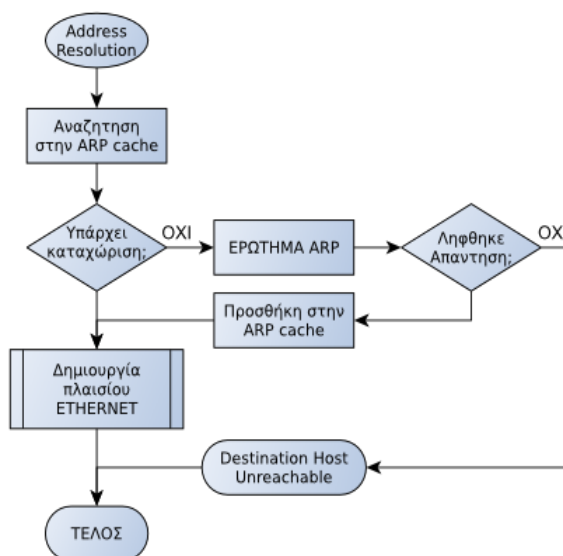 Address
Resolution
Αναζητηση
στην ARP cache
Υπάρχει
καταχώριση;
ΟΧΙ
ΕΡΩΤΗΜΑ ARP
Ληφθηκε
Απαντηση;
ΟΧ
Προσθήκη στην
ARP cache
Δημιουργία
πλαισίου
ETHERNET
Destination Host
Unreachable
ΤΕΛΟΣ